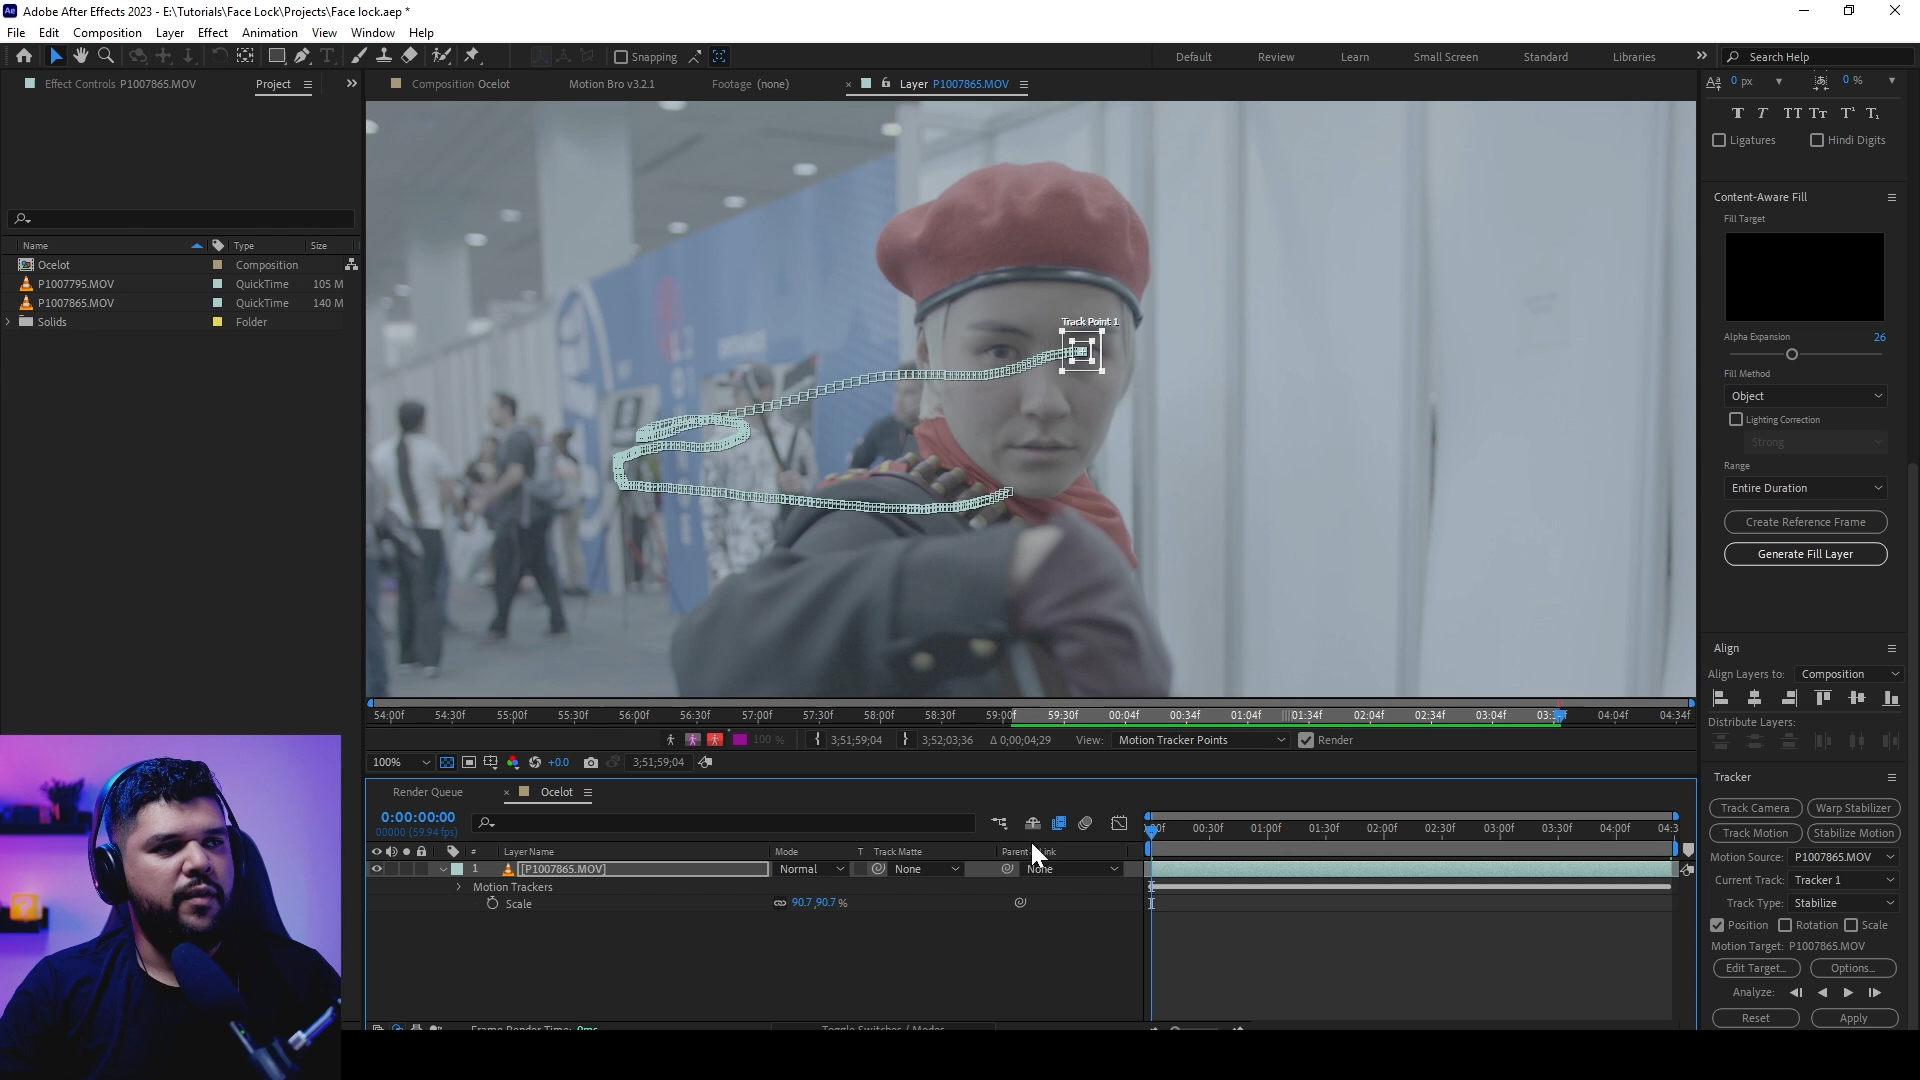 Adobe After Effects 2023 - E:\Tutorials\Face Lock\Projects\Face lock.aep *
File Edit Composition Layer Effect Animation View Window Help
Snapping
Default Review Learn Small Screen Standard Libraries
Search Help
Effect Controls P1007865.MOV
Project
Composition Ocelot
Motion Bro v3.2.1
Footage (none)
Layer P1007865.MOV
0 px
0 %
Ligatures
Hindi Digits
Content-Aware Fill
Fill Target
Alpha Expansion 26
Fill Method
Object
Lighting Correction
Strong
Range
Entire Duration
Create Reference Frame
Generate Fill Layer
Align
Align Layers to: Composition
Distribute Layers:
Tracker
Track Camera Warp Stabilizer
Track Motion Stabilize Motion
Motion Source: P1007865.MOV
Current Track: Tracker 1
Track Type: Stabilize
Position Rotation Scale
Motion Target: P1007865.MOV
Edit Target... Options...
Analyze:
Reset Apply
Name Type Size
Ocelot Composition
P1007795.MOV QuickTime 105 M
P1007865.MOV QuickTime 140 M
Solids Folder
Track Point 1
54:00f 54:30f 55:00f 55:30f 56:00f 56:30f 57:00f 57:30f 58:00f 58:30f 59:00f 59:30f 00:04f 00:34f 01:04f 01:34f 02:04f 02:34f 03:04f 04:04f 04:34f
100 %
3;51;59;04
3;52;03;36
Δ 0;00;04;29
View: Motion Tracker Points
Render
100%
+0.0
3;51;59;04
Render Queue
Ocelot
0:00:00:00
00000 (59.94 fps)
00:30f 01:00f 01:30f 02:00f 02:30f 03:00f 03:30f 04:00f 04:3
# Layer Name Mode T Track Matte
1 [P1007865.MOV] Normal None None
Motion Trackers
Scale 90.7,90.7 %
Frame Render Time: 0ms
Toggle Switches / Modes